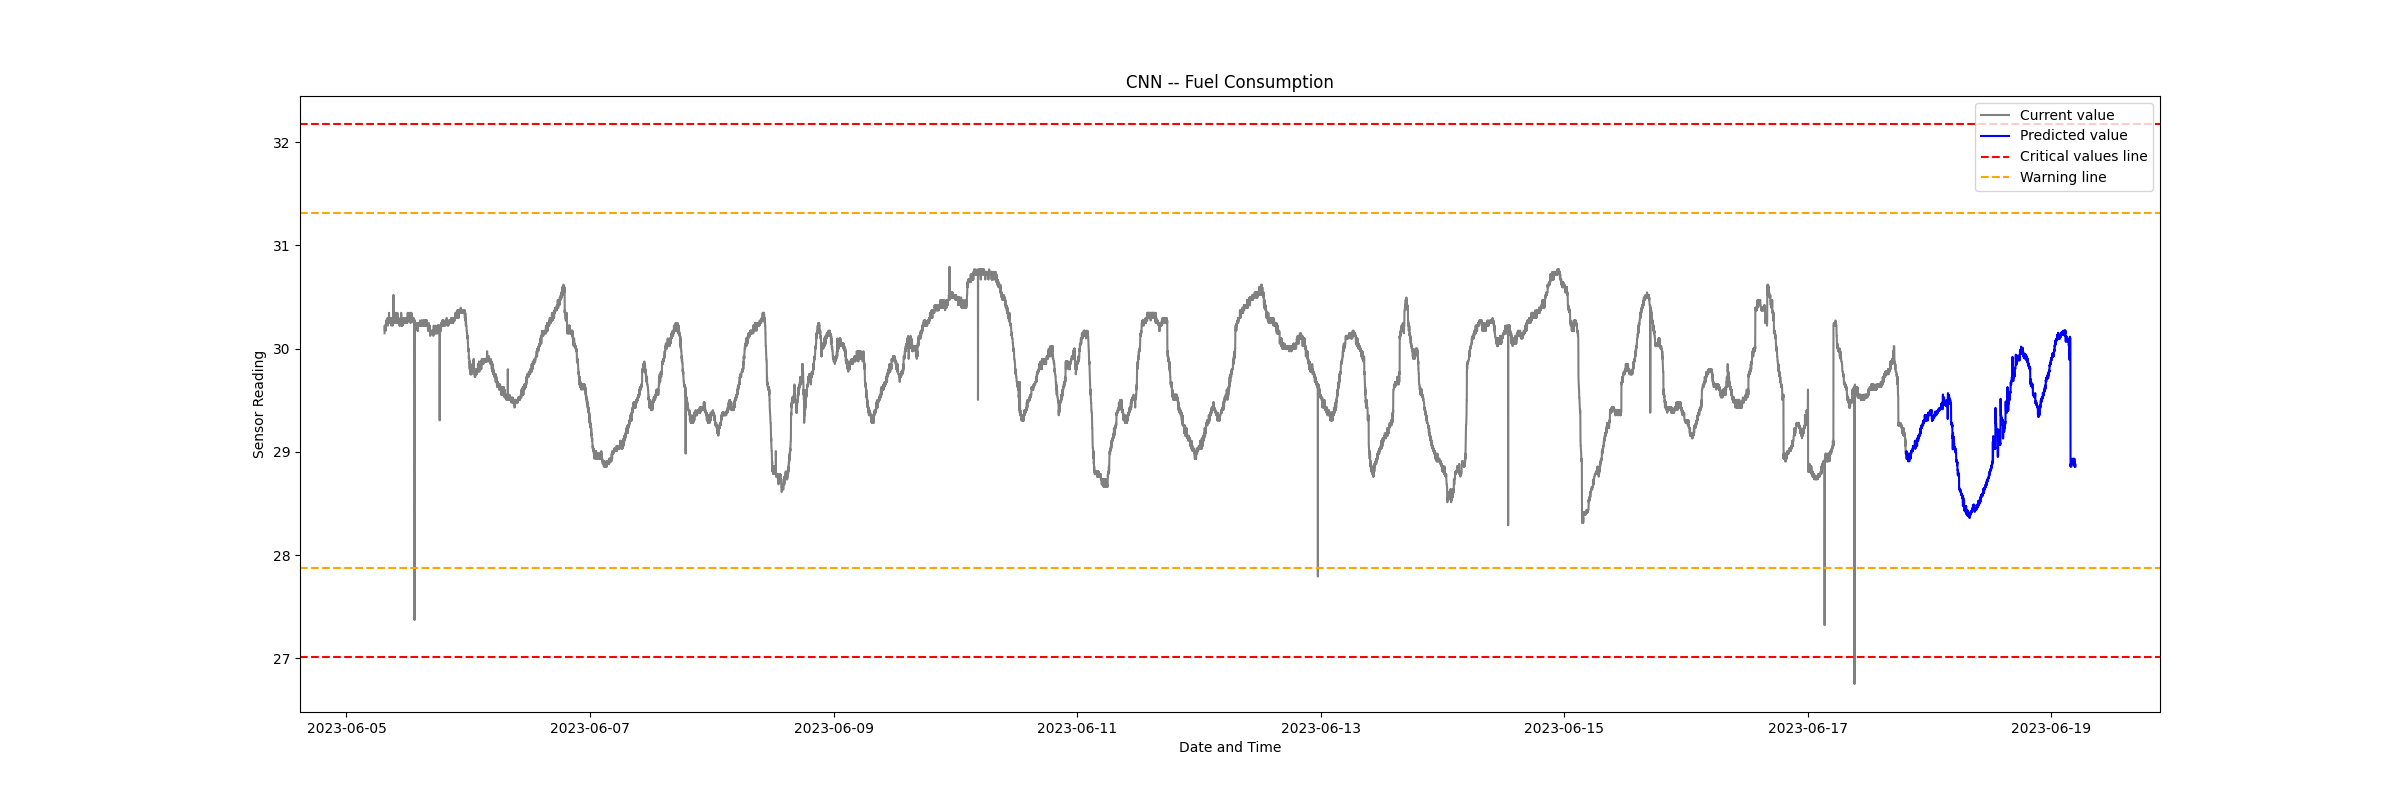 CNN -- Fuel Consumption
Current value
Predicted value
Critical values line
Warning line
32
31
30
29
28
27
Sensor Reading
2023-06-05 2023-06-07 2023-06-09 2023-06-11 2023-06-13 2023-06-15 2023-06-17 2023-06-19
Date and Time